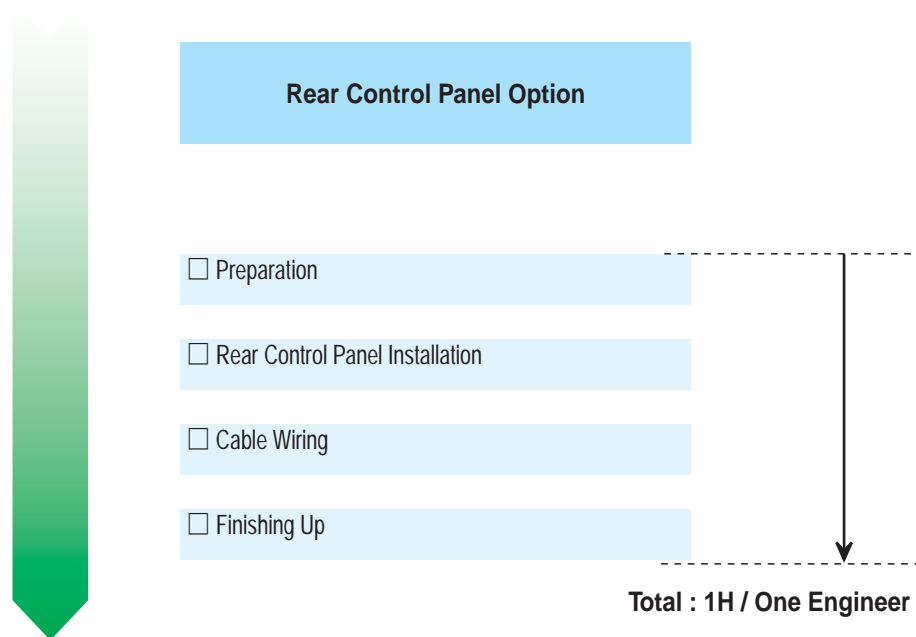 Rear Control Panel Option
☐ Preparation
☐ Rear Control Panel Installation
☐ Cable Wiring
☐ Finishing Up
Total : 1H / One Engineer